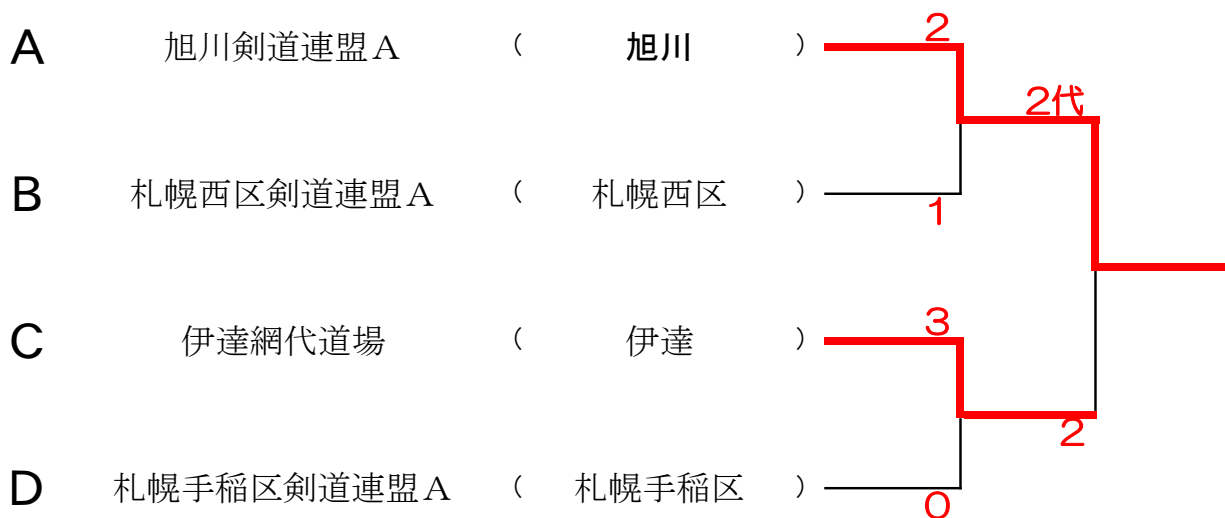 2
A 旭川剣道連盟A ( 旭川 )
2代
B 札幌西区剣道連盟A ( 札幌西区 )
1
3
C 伊達網代道場 ( 伊達 )
2
D 札幌手稲区剣道連盟A ( 札幌手稲区 )
0